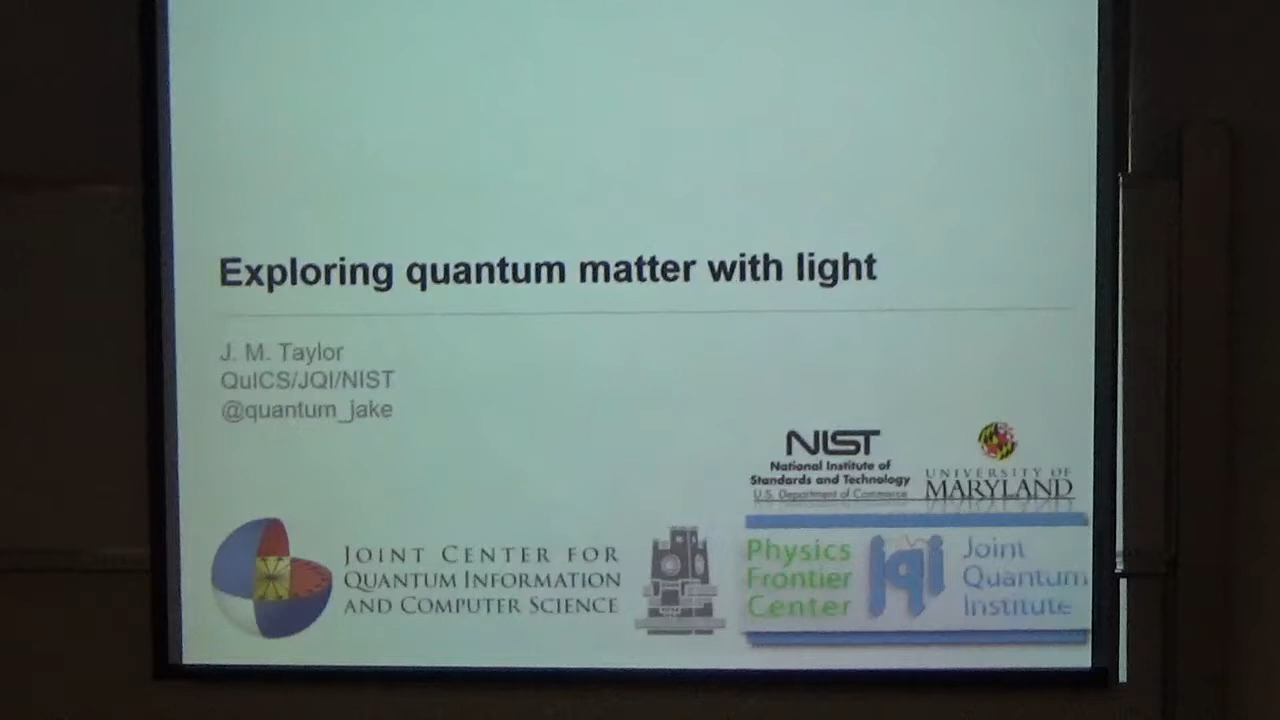 Exploring quantum matter with light
J. M. Taylor
QuICS/JQI/NIST
@quantum_jake
NIST
National Institute of
Standards and Technology
U.S. Department of Commerce
UNIVERSITY OF
MARYLAND
JOINT CENTER FOR
QUANTUM INFORMATION
AND COMPUTER SCIENCE
Physics
Frontier
Center
jqi
Joint
Quantum
Institute